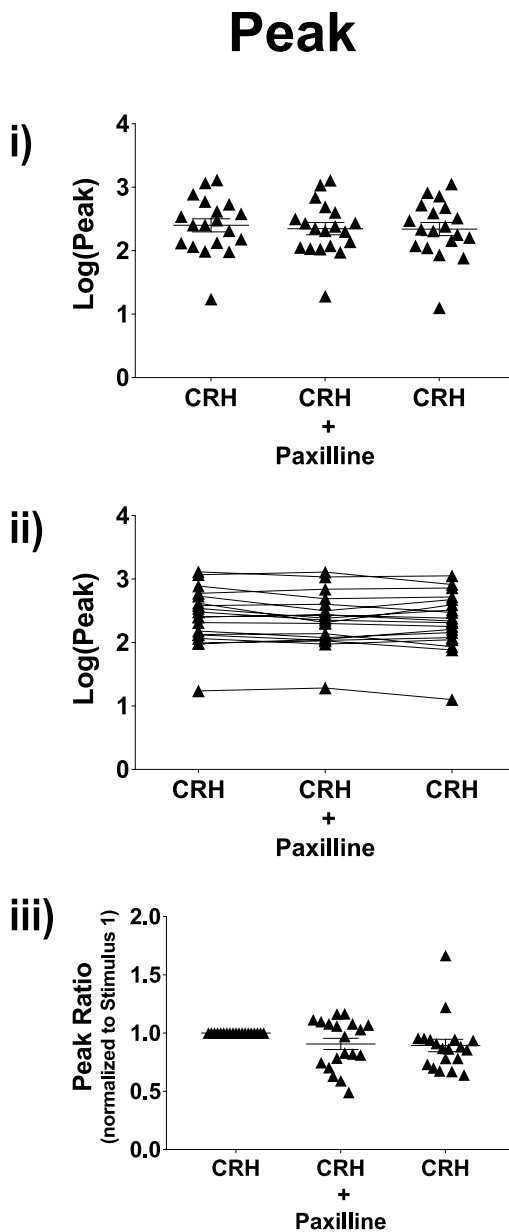 Peak
i)
Log(Peak)
4
3
2
1
0
CRH
CRH
+
Paxilline
CRH
ii)
Log(Peak)
4
3
2
1
0
CRH
CRH
+
Paxilline
CRH
iii)
Peak Ratio
(normalized to Stimulus 1)
2.0
1.5
1.0
0.5
0.0
CRH
CRH
+
Paxilline
CRH